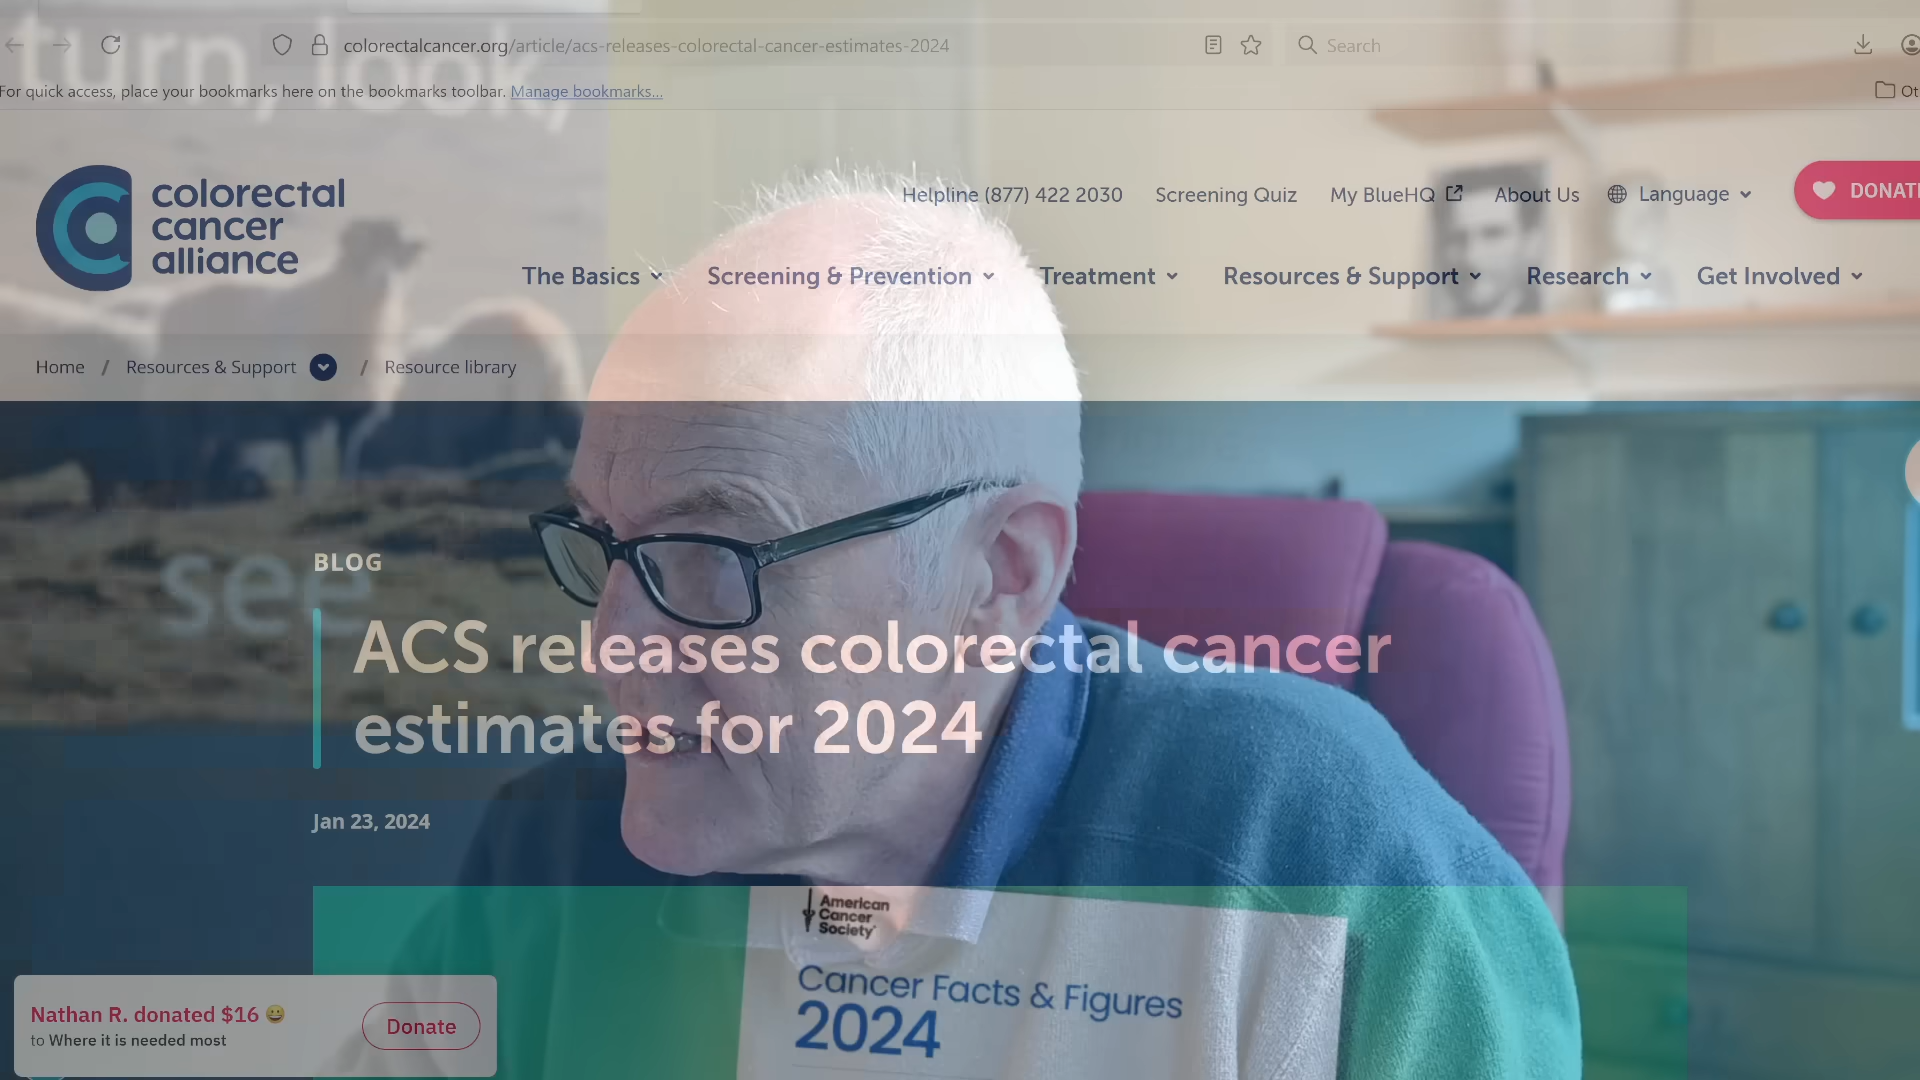 turn, look,
colorectalcancer.org/article/acs-releases-colorectal-cancer-estimates-2024
Search
For quick access, place your bookmarks here on the bookmarks toolbar. Manage bookmarks...
colorectal
cancer
alliance
Helpline (877) 422 2030 Screening Quiz My BlueHQ About Us Language
The Basics Screening & Prevention Treatment Resources & Support Research Get Involved
Home / Resources & Support / Resource library
see
BLOG
ACS releases colorectal cancer
estimates for 2024
Jan 23, 2024
American
Cancer
Society
Cancer Facts & Figures
2024
Nathan R. donated $16 😀
to Where it is needed most
Donate